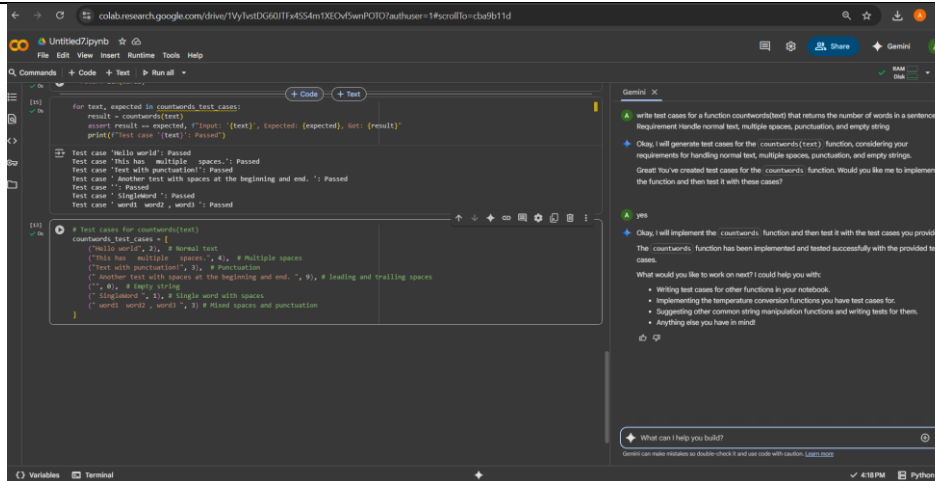 colab.research.google.com/drive/1VyTvstDG60JTFx4SS4m1XEOvf5wnPOTO?authuser=1#scrollTo=cba9b11d
Untitled7.ipynb
File Edit View Insert Runtime Tools Help
Share
Gemini
Commands + Code + Text Run all
RAM
Disk
+ Code + Text
[15]
0s
for text, expected in countwords_test_cases:
result = countwords(text)
assert result == expected, f"Input: '{text}', Expected: {expected}, Got: {result}"
print(f"Test case '{text}': Passed")
Test case 'Hello world': Passed
Test case 'This has   multiple   spaces.': Passed
Test case 'Text with punctuation!': Passed
Test case ' Another test with spaces at the beginning and end. ': Passed
Test case '': Passed
Test case ' SingleWord ': Passed
Test case ' word1  word2 , word3 ': Passed
[13]
0s
# Test cases for countwords(text)
countwords_test_cases = [
("Hello world", 2), # Normal text
("This has   multiple   spaces.", 4), # Multiple spaces
("Text with punctuation!", 3), # Punctuation
(" Another test with spaces at the beginning and end. ", 9), # leading and trailing spaces
("", 0), # Empty string
(" SingleWord ", 1), # Single word with spaces
(" word1  word2 , word3 ", 3) # Mixed spaces and punctuation
]
Gemini
A write test cases for a function countwords(text) that returns the number of words in a sentence
Requirement Handle normal text, multiple spaces, punctuation, and empty string
Okay, I will generate test cases for the countwords(text) function, considering your
requirements for handling normal text, multiple spaces, punctuation, and empty strings.
Great! You've created test cases for the countwords function. Would you like me to implemen
the function and then test it with these cases?
A yes
Okay, I will implement the countwords function and then test it with the test cases you provid
The countwords function has been implemented and tested successfully with the provided te
cases.
What would you like to work on next? I could help you with:
• Writing test cases for other functions in your notebook.
• Implementing the temperature conversion functions you have test cases for.
• Suggesting other common string manipulation functions and writing tests for them.
• Anything else you have in mind!
What can I help you build?
Gemini can make mistakes so double-check it and use code with caution. Learn more
Variables Terminal
4:18 PM Python